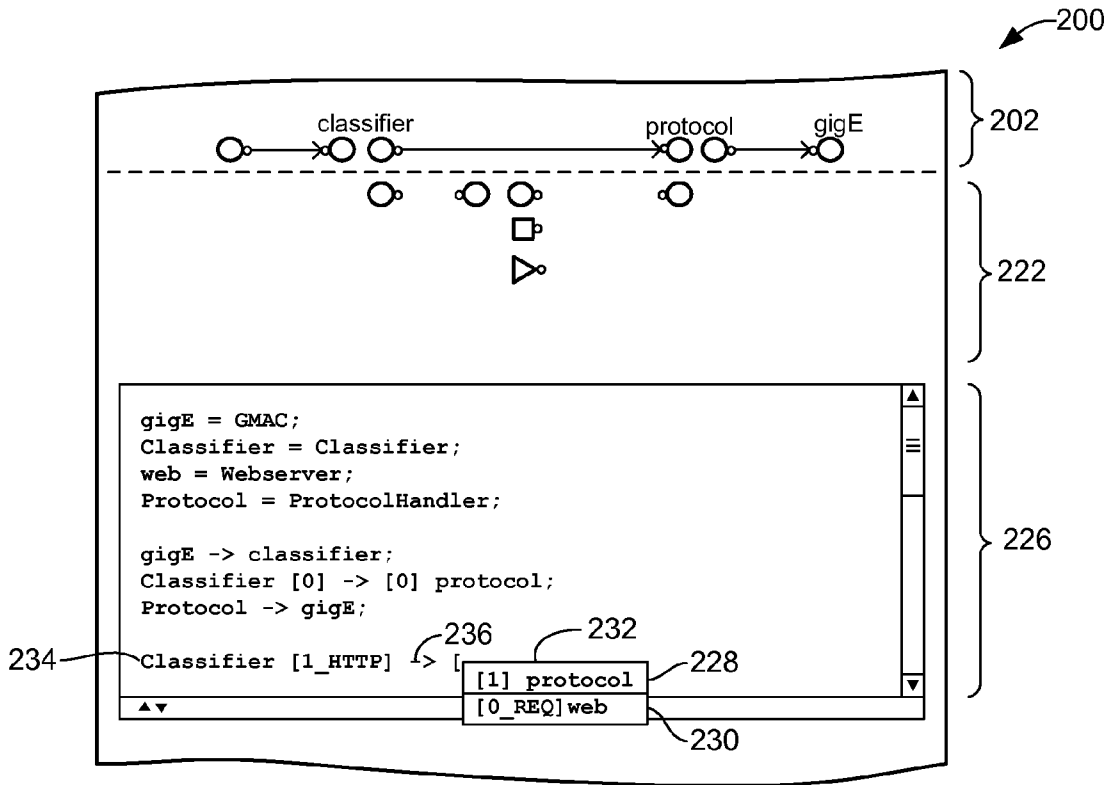 200
classifier protocol gigE
202
222
gigE = GMAC;
Classifier = Classifier;
web = Webserver;
Protocol = ProtocolHandler;
gigE -> classifier;
Classifier [0] -> [0] protocol;
Protocol -> gigE;
226
236 232
234 Classifier [1_HTTP] -> [
[1] protocol 228
[0_REQ]web
230